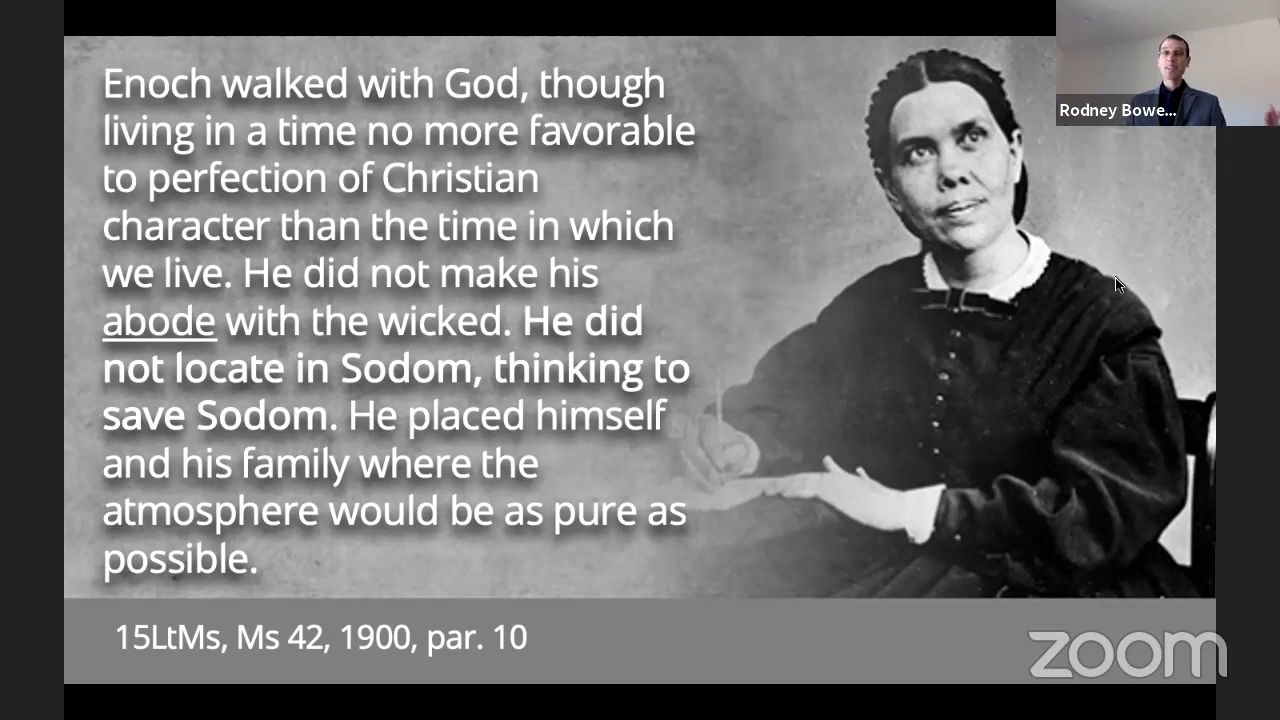 Enoch walked with God, though
living in a time no more favorable
to perfection of Christian
character than the time in which
we live. He did not make his
abode with the wicked. He did
not locate in Sodom, thinking to
save Sodom. He placed himself
and his family where the
atmosphere would be as pure as
possible.
15LtMs, Ms 42, 1900, par. 10
Rodney Bowe...
zoom